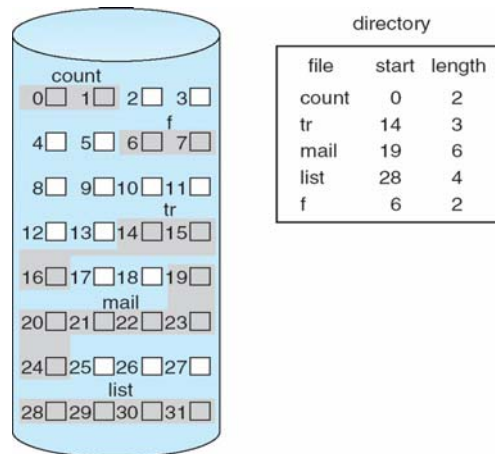 count
0 1 2 3
f
4 5 6 7
8 9 10 11
tr
12 13 14 15
16 17 18 19
mail
20 21 22 23
24 25 26 27
list
28 29 30 31
directory
file start length
count 0 2
tr 14 3
mail 19 6
list 28 4
f 6 2